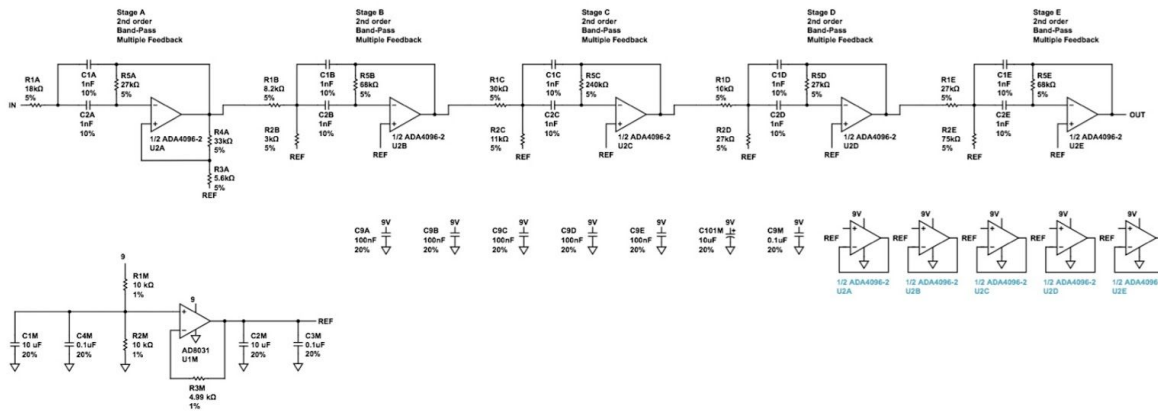 Stage A
2nd order
Band-Pass
Multiple Feedback
Stage B
2nd order
Band-Pass
Multiple Feedback
Stage C
2nd order
Band-Pass
Multiple Feedback
Stage D
2nd order
Band-Pass
Multiple Feedback
Stage E
2nd order
Band-Pass
Multiple Feedback
IN
R1A
18kΩ
5%
C1A
1nF
10%
C2A
1nF
10%
R5A
27kΩ
5%
1/2 ADA4096-2
U2A
R4A
33kΩ
5%
R3A
5.6kΩ
5%
REF
R1B
8.2kΩ
5%
R2B
3kΩ
5%
REF
C1B
1nF
10%
C2B
1nF
10%
R5B
68kΩ
5%
REF
1/2 ADA4096-2
U2B
R1C
30kΩ
5%
R2C
11kΩ
5%
REF
C1C
1nF
10%
C2C
1nF
10%
R5C
240kΩ
5%
REF
1/2 ADA4096-2
U2C
R1D
10kΩ
5%
R2D
27kΩ
5%
REF
C1D
1nF
10%
C2D
1nF
10%
R5D
27kΩ
5%
REF
1/2 ADA4096-2
U2D
R1E
27kΩ
5%
R2E
75kΩ
5%
REF
C1E
1nF
10%
C2E
1nF
10%
R5E
68kΩ
5%
REF
1/2 ADA4096-2
U2E
OUT
9V
C9A
100nF
20%
9V
C9B
100nF
20%
9V
C9C
100nF
20%
9V
C9D
100nF
20%
9V
C9E
100nF
20%
9V
C101M
10uF
20%
9V
C9M
0.1uF
20%
9V
REF
1/2 ADA4096-2
U2A
9V
REF
1/2 ADA4096-2
U2B
9V
REF
1/2 ADA4096-2
U2C
9V
REF
1/2 ADA4096-2
U2D
9V
REF
1/2 ADA4096-2
U2E
9
R1M
10 kΩ
1%
C1M
10 uF
20%
C4M
0.1uF
20%
R2M
10 kΩ
1%
9
AD8031
U1M
R3M
4.99 kΩ
1%
C2M
10 uF
20%
C3M
0.1uF
20%
REF